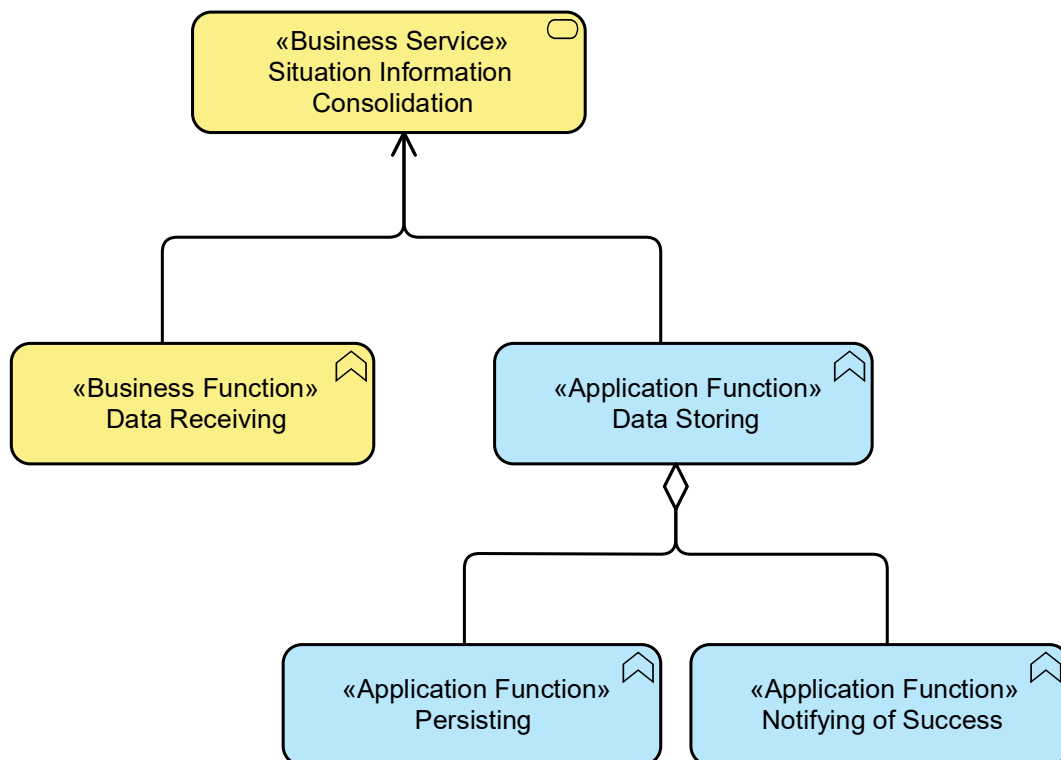 «Business Service»
Situation Information
Consolidation
«Business Function»
Data Receiving
«Application Function»
Data Storing
«Application Function»
Persisting
«Application Function»
Notifying of Success